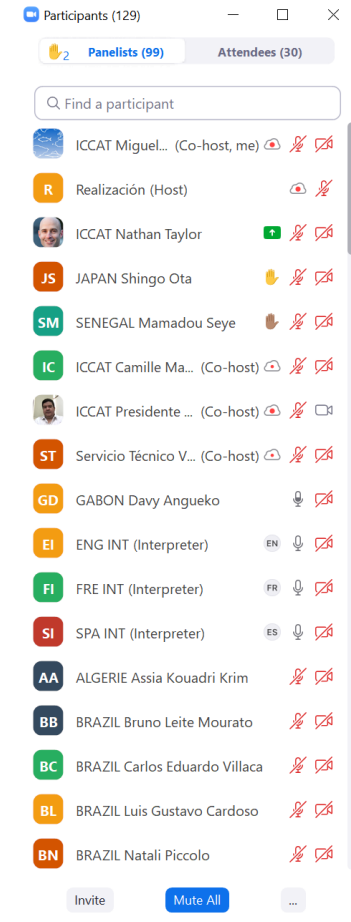 Participants (129)
2 Panelists (99) Attendees (30)
Find a participant
ICCAT Miguel... (Co-host, me)
R Realización (Host)
ICCAT Nathan Taylor
JS JAPAN Shingo Ota
SM SENEGAL Mamadou Seye
IC ICCAT Camille Ma... (Co-host)
ICCAT Presidente ... (Co-host)
ST Servicio Técnico V... (Co-host)
GD GABON Davy Angueko
EI ENG INT (Interpreter) EN
FI FRE INT (Interpreter) FR
SI SPA INT (Interpreter) ES
AA ALGERIE Assia Kouadri Krim
BB BRAZIL Bruno Leite Mourato
BC BRAZIL Carlos Eduardo Villaca
BL BRAZIL Luis Gustavo Cardoso
BN BRAZIL Natali Piccolo
Invite Mute All ...